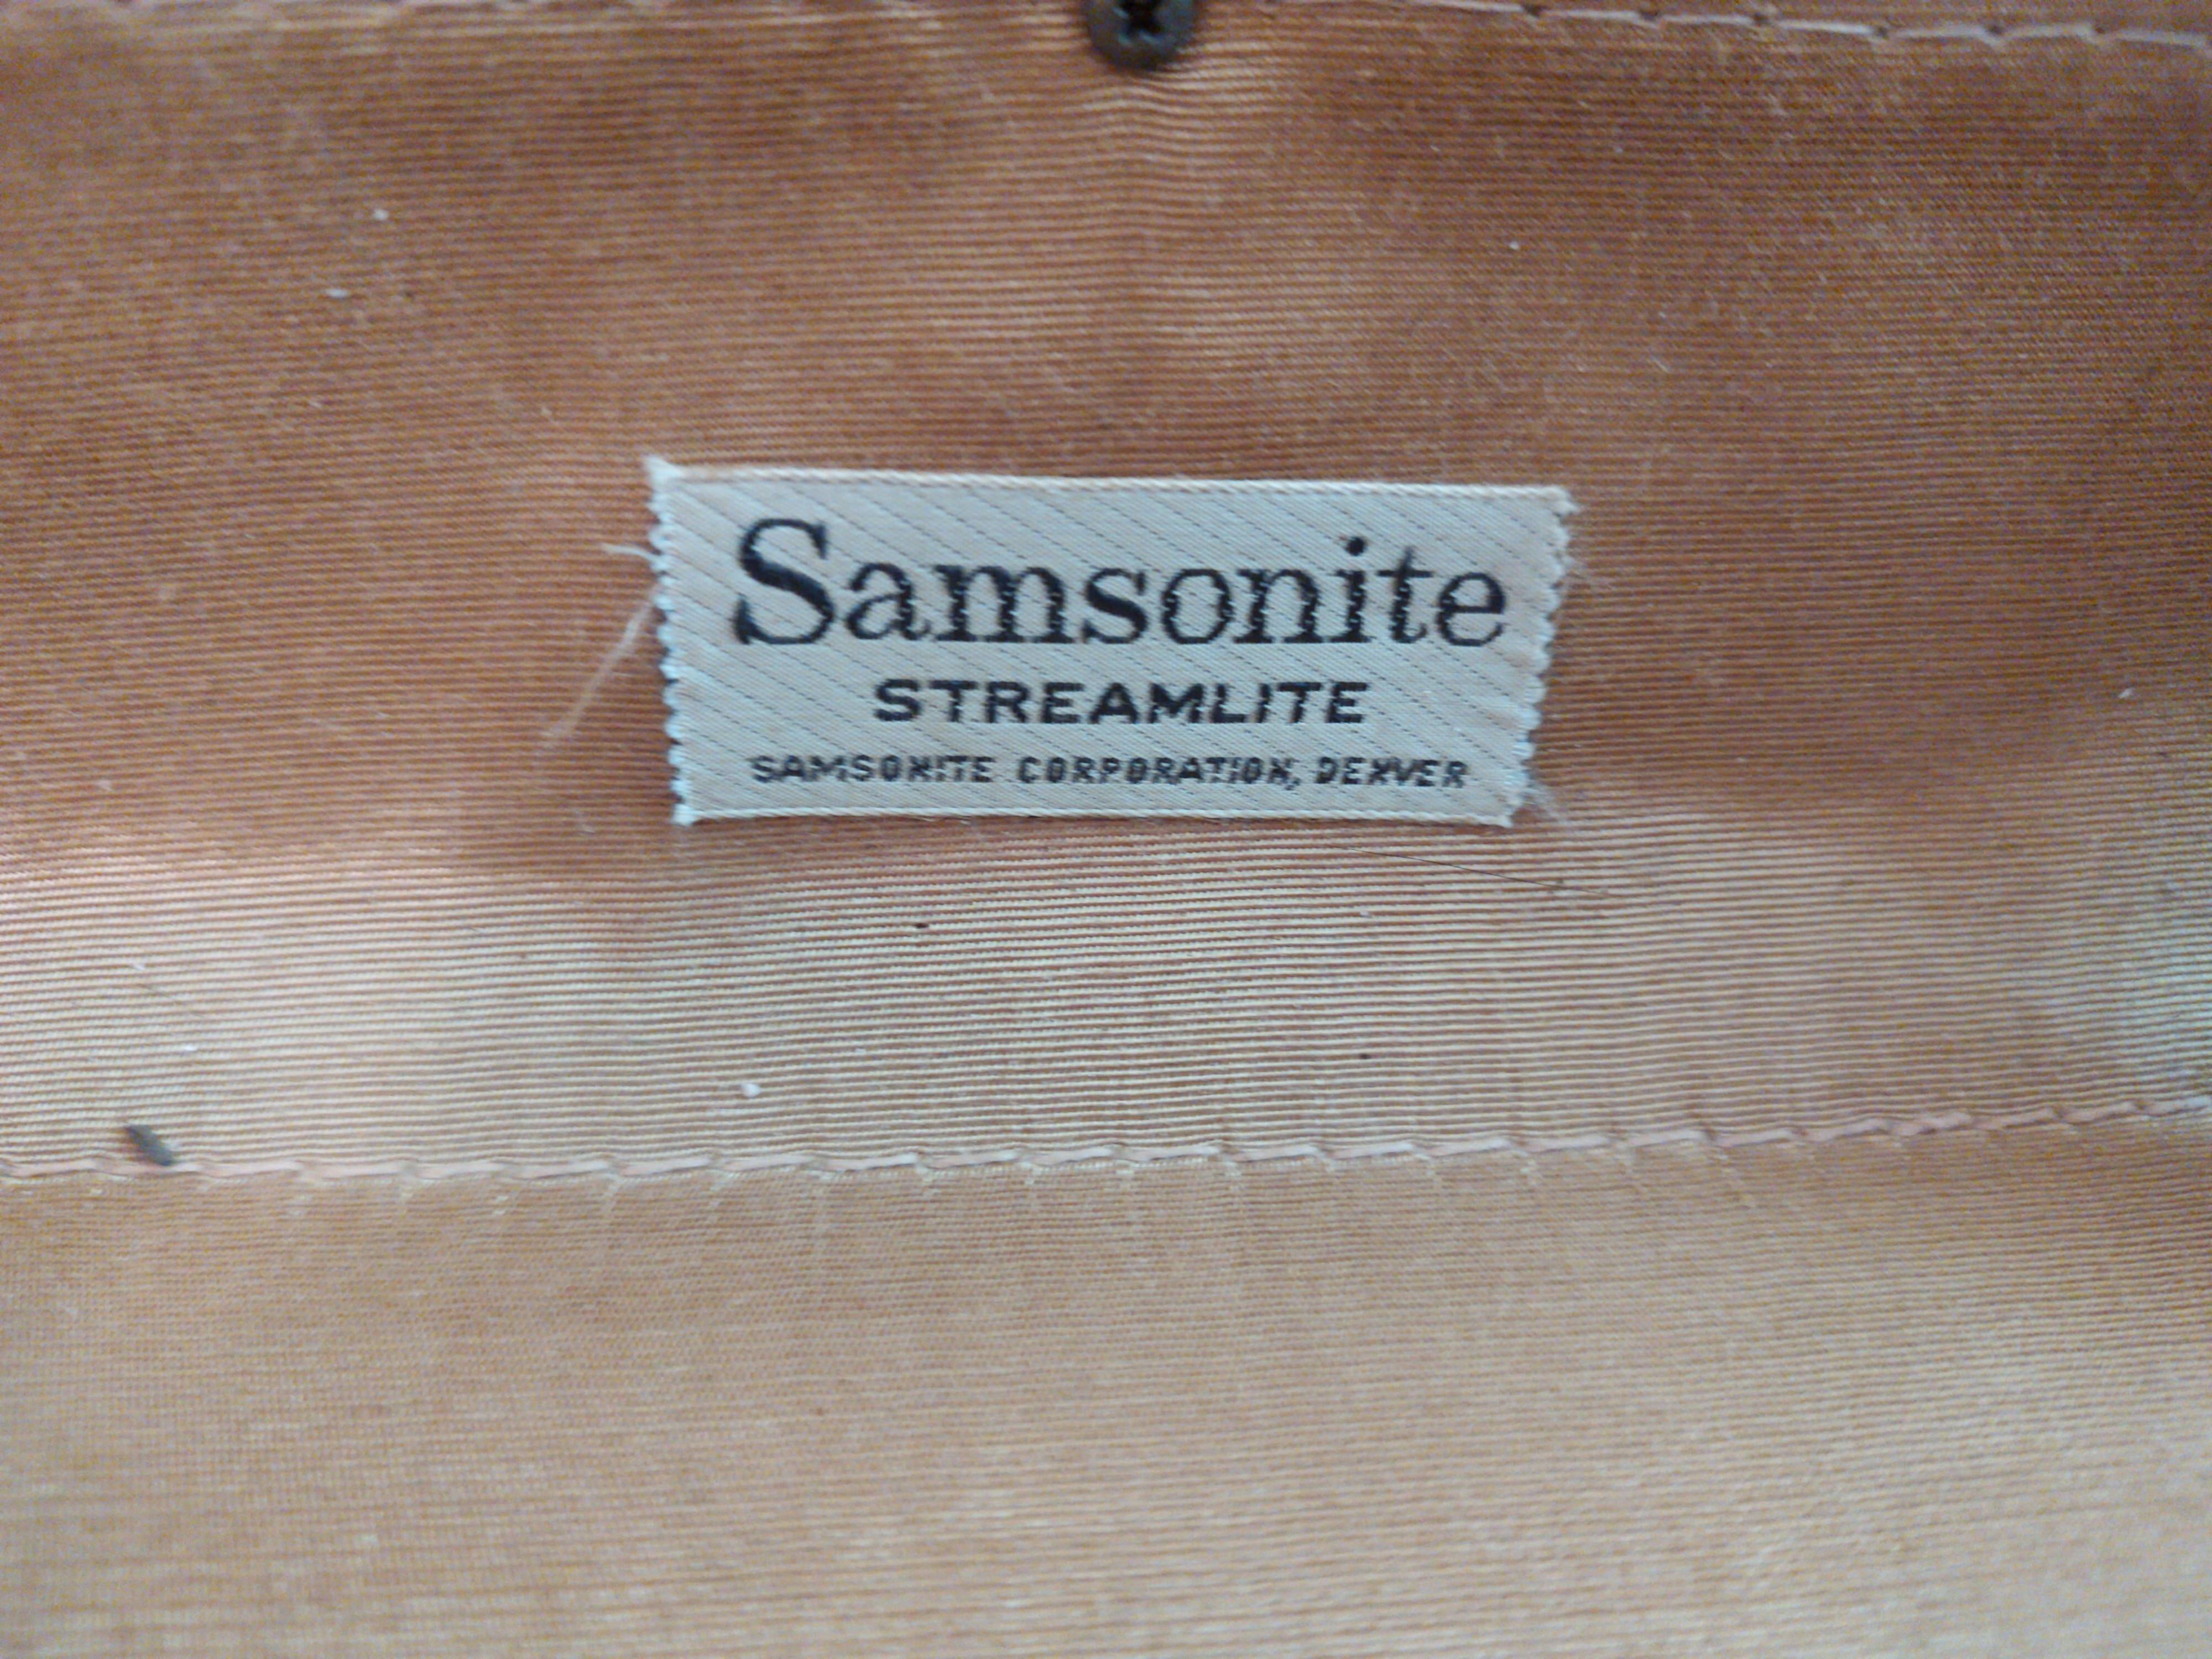 Samsonite
STREAMLITE
SAMSONITE CORPORATION, DENVER